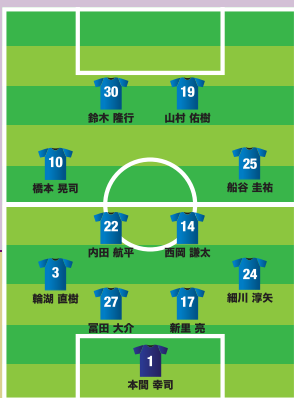 30 19
鈴木 隆行 山村 佑樹
10 25
橋本 晃司 船谷 圭祐
22 14
内田 航平 西岡 謙太
3 24
輪湖 直樹 細川 淳矢
27 17
冨田 大介 新里 亮
1
本間 幸司